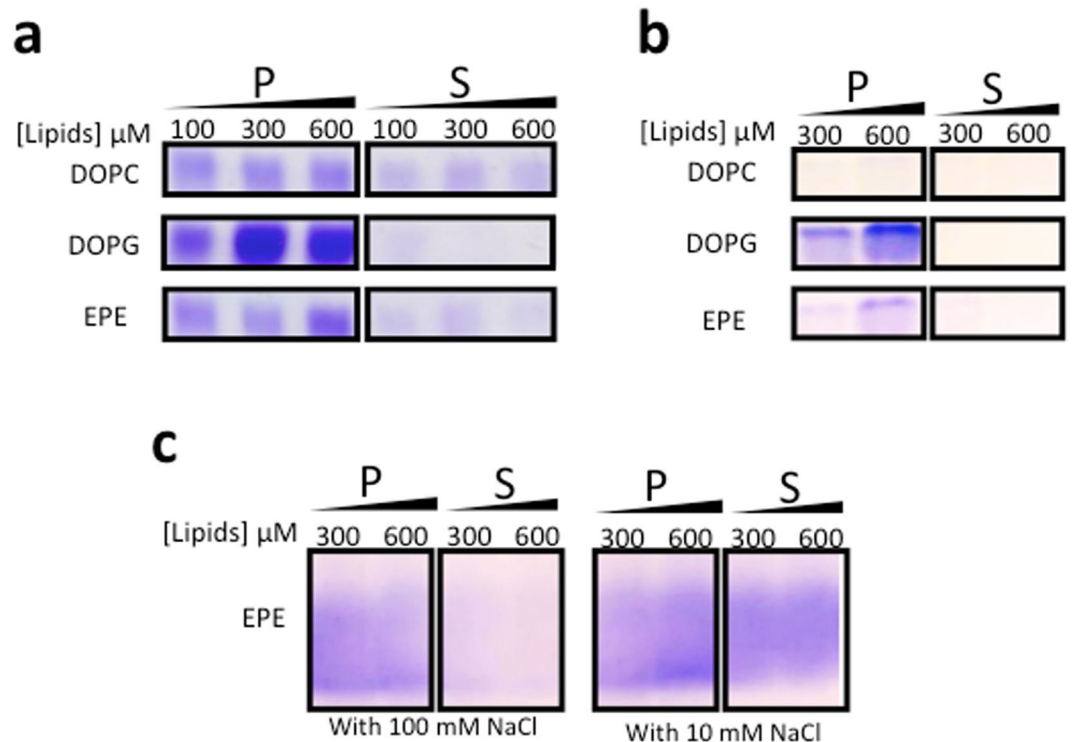 a
P S
[Lipids] µM 100 300 600 100 300 600
DOPC
DOPG
EPE
b
P S
[Lipids] µM 300 600 300 600
DOPC
DOPG
EPE
c
P S P S
[Lipids] µM 300 600 300 600 300 600 300 600
EPE
With 100 mM NaCl With 10 mM NaCl